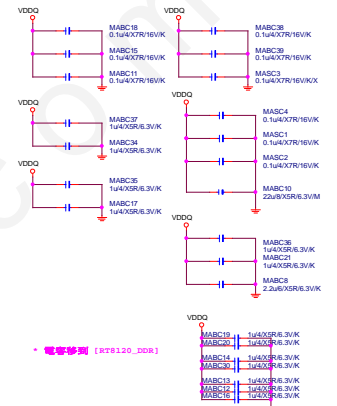 VDDQ
MABC18
0.1u/4/X7R/16V/K
MABC15
0.1u/4/X7R/16V/K
MABC11
0.1u/4/X7R/16V/K
VDDQ
MABC38
0.1u/4/X7R/16V/K
MABC39
0.1u/4/X7R/16V/K
MASC3
0.1u/4/X7R/16V/K/X
VDDQ
MABC37
1u/4/X5R/6.3V/K
MABC34
1u/4/X5R/6.3V/K
VDDQ
MASC4
0.1u/4/X7R/16V/K
MASC1
0.1u/4/X7R/16V/K
MASC2
0.1u/4/X7R/16V/K
MABC10
22u/8/X5R/6.3V/M
VDDQ
MABC35
1u/4/X5R/6.3V/K
MABC17
1u/4/X5R/6.3V/K
VDDQ
MABC36
1u/4/X5R/6.3V/K
MABC21
1u/4/X5R/6.3V/K
MABC8
2.2u/6/X5R/6.3V/K
* 電容移到 [RT8120_DDR]
VDDQ
MABC19 1u/4/X5R/6.3V/K
MABC20 1u/4/X5R/6.3V/K
MABC14 1u/4/X5R/6.3V/K
MABC30 1u/4/X5R/6.3V/K
MABC13 1u/4/X5R/6.3V/K
MABC12 1u/4/X5R/6.3V/K
MABC16 1u/4/X5R/6.3V/K